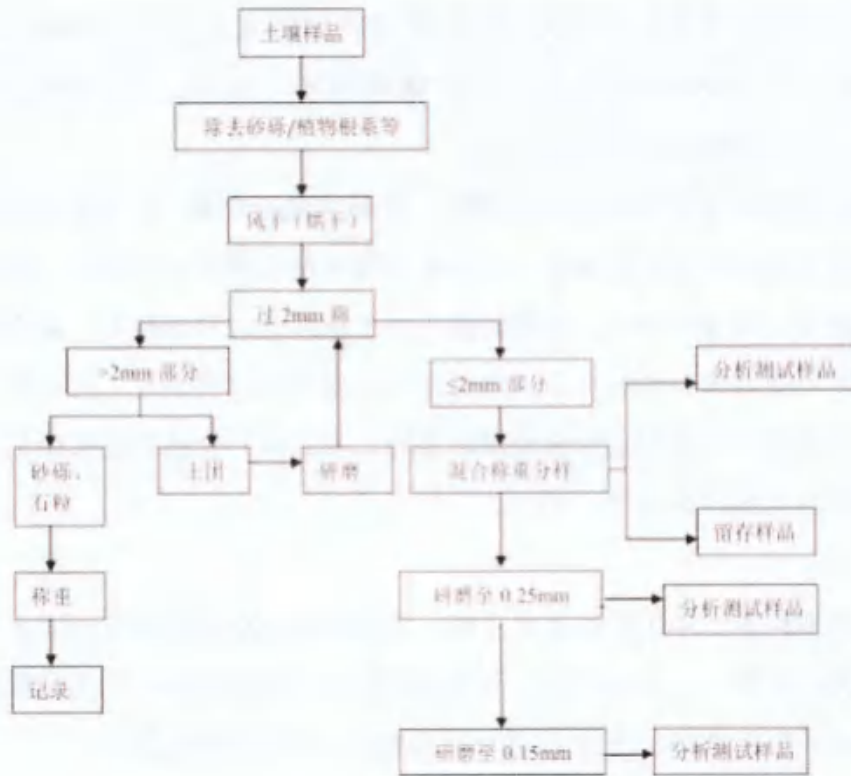 土壤样品
除去砂砾/植物根系等
风干（烘干）
过 2mm 筛
>2mm 部分
≤2mm 部分
分析测试样品
砂砾、
石粒
土团
研磨
混合称重分样
留存样品
称重
研磨至 0.25mm
分析测试样品
记录
研磨至 0.15mm
分析测试样品